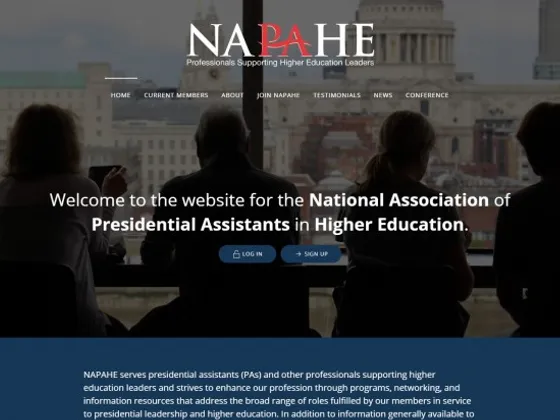 NAPAHE
Professionals Supporting Higher Education Leaders
HOME CURRENT MEMBERS ABOUT JOIN NAPAHE TESTIMONIALS NEWS CONFERENCE
Welcome to the website for the National Association of
Presidential Assistants in Higher Education.
LOG IN SIGN UP
NAPAHE serves presidential assistants (PAs) and other professionals supporting higher
education leaders and strives to enhance our profession through programs, networking, and
information resources that address the broad range of roles fulfilled by our members in service
to presidential leadership and higher education. In addition to information generally available to